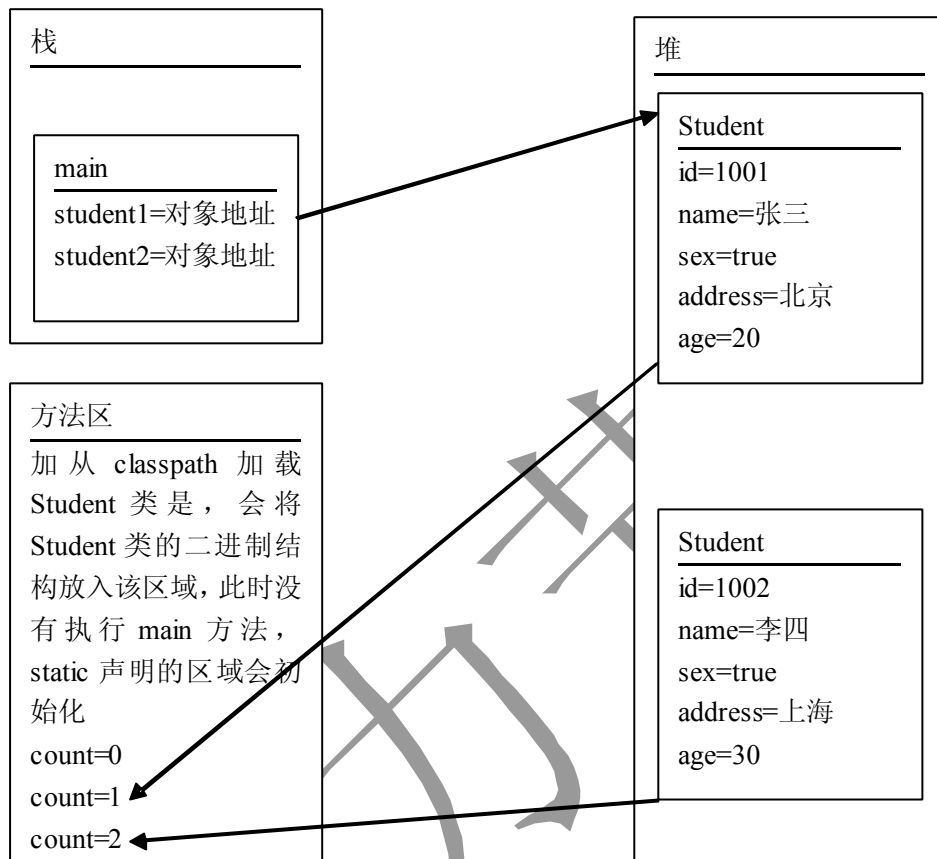 栈
main
student1=对象地址
student2=对象地址
方法区
加从 classpath 加载
Student 类是，会将
Student 类的二进制结
构放入该区域，此时没
有执行 main 方法，
static 声明的区域会初
始化
count=0
count=1
count=2
堆
Student
id=1001
name=张三
sex=true
address=北京
age=20
Student
id=1002
name=李四
sex=true
address=上海
age=30